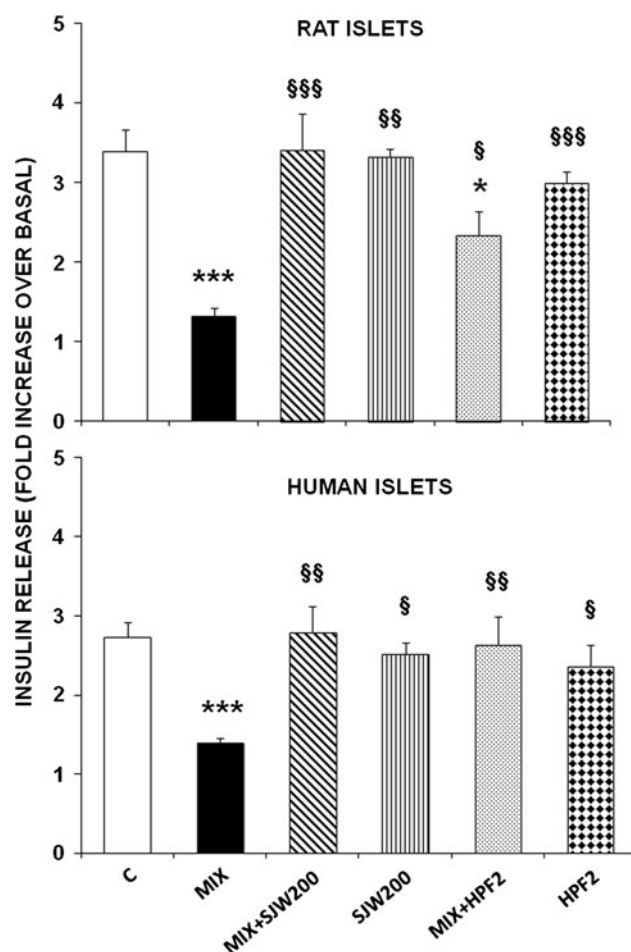 INSULIN RELEASE (FOLD INCREASE OVER BASAL)
RAT ISLETS
5
4
3
2
1
0
***
§§§
§§
§
*
§§§
HUMAN ISLETS
5
4
3
2
1
0
***
§§
§
§§
§
C
MIX
MIX+SJW200
SJW200
MIX+HPF2
HPF2